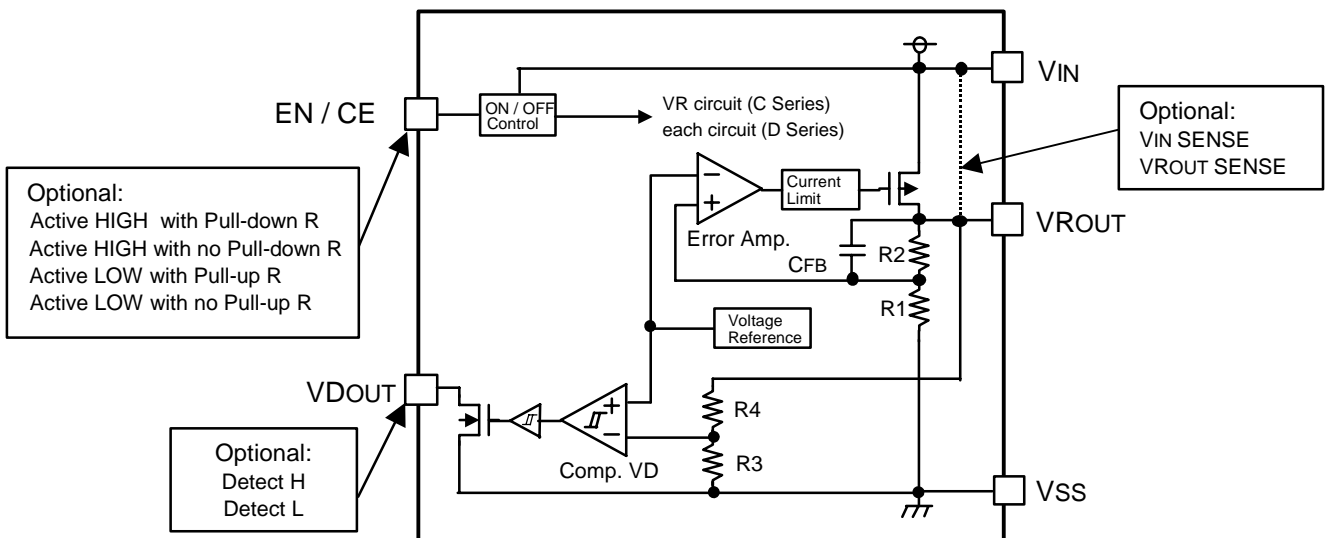 VIN
EN / CE
ON / OFF
Control
VR circuit (C Series)
each circuit (D Series)
Optional:
VIN SENSE
VROUT SENSE
Optional:
Active HIGH with Pull-down R
Active HIGH with no Pull-down R
Active LOW with Pull-up R
Active LOW with no Pull-up R
−
+
Current
Limit
Error Amp.
VROUT
CFB
R2
R1
Voltage
Reference
VDOUT
+
−
R4
Comp. VD
R3
Optional:
Detect H
Detect L
VSS